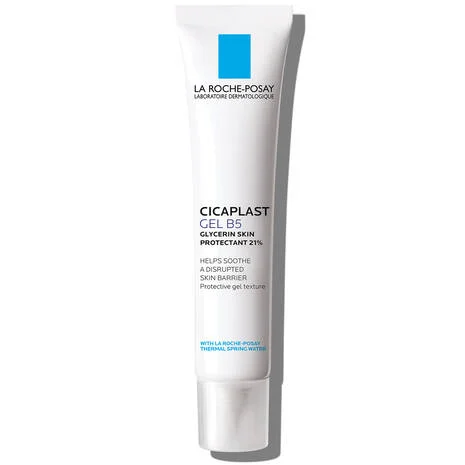 LA ROCHE-POSAY
LABORATOIRE DERMATOLOGIQUE
CICAPLAST
GEL B5
GLYCERIN SKIN
PROTECTANT 21%
HELPS SOOTHE
A DISRUPTED
SKIN BARRIER
Protective gel texture
WITH LA ROCHE-POSAY
THERMAL SPRING WATER